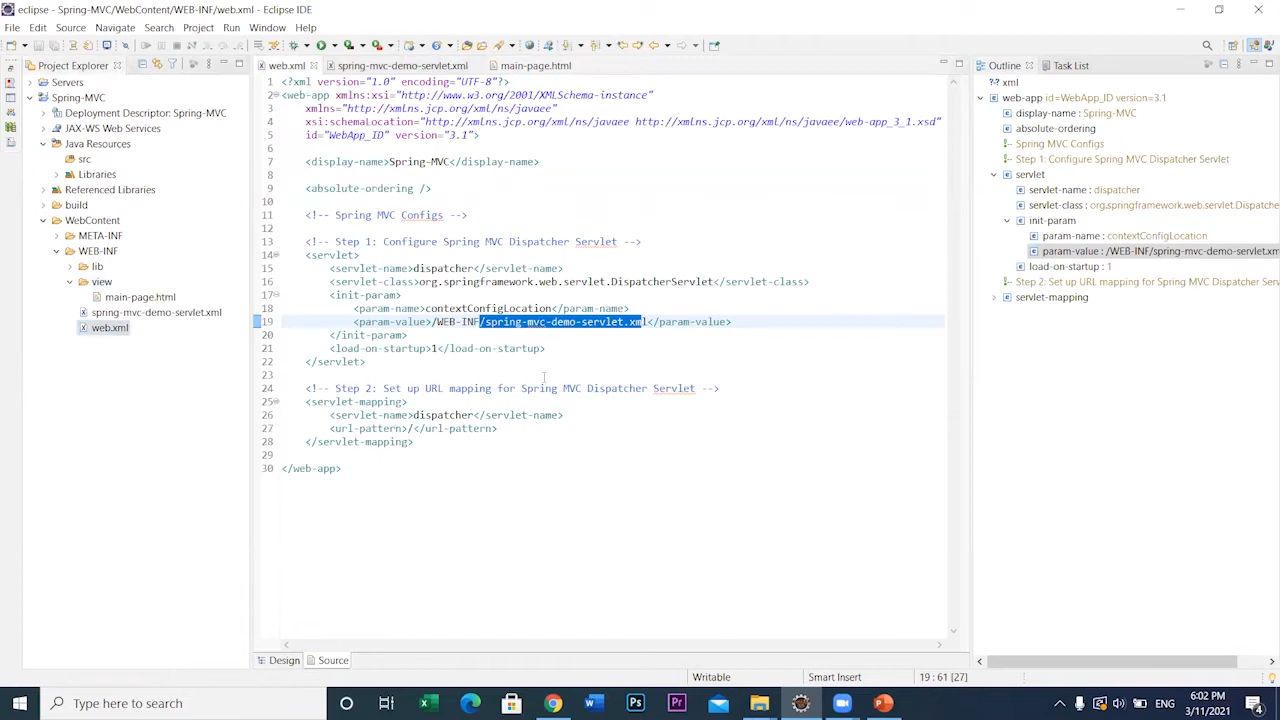 eclipse - Spring-MVC/WebContent/WEB-INF/web.xml - Eclipse IDE
File Edit Source Navigate Search Project Run Window Help
Project Explorer
Servers
Spring-MVC
Deployment Descriptor: Spring-MVC
JAX-WS Web Services
Java Resources
src
Libraries
Referenced Libraries
build
WebContent
META-INF
WEB-INF
lib
view
main-page.html
spring-mvc-demo-servlet.xml
web.xml
web.xml spring-mvc-demo-servlet.xml main-page.html
1 <?xml version="1.0" encoding="UTF-8"?>
2 <web-app xmlns:xsi="http://www.w3.org/2001/XMLSchema-instance"
3 xmlns="http://xmlns.jcp.org/xml/ns/javaee"
4 xsi:schemaLocation="http://xmlns.jcp.org/xml/ns/javaee http://xmlns.jcp.org/xml/ns/javaee/web-app_3_1.xsd"
5 id="WebApp_ID" version="3.1">
6
7 <display-name>Spring-MVC</display-name>
8
9 <absolute-ordering />
10
11 <!-- Spring MVC Configs -->
12
13 <!-- Step 1: Configure Spring MVC Dispatcher Servlet -->
14 <servlet>
15 <servlet-name>dispatcher</servlet-name>
16 <servlet-class>org.springframework.web.servlet.DispatcherServlet</servlet-class>
17 <init-param>
18 <param-name>contextConfigLocation</param-name>
19 <param-value>/WEB-INF/spring-mvc-demo-servlet.xml</param-value>
20 </init-param>
21 <load-on-startup>1</load-on-startup>
22 </servlet>
23
24 <!-- Step 2: Set up URL mapping for Spring MVC Dispatcher Servlet -->
25 <servlet-mapping>
26 <servlet-name>dispatcher</servlet-name>
27 <url-pattern>/</url-pattern>
28 </servlet-mapping>
29
30 </web-app>
Design Source
Outline Task List
xml
web-app id=WebApp_ID version=3.1
display-name : Spring-MVC
absolute-ordering
Spring MVC Configs
Step 1: Configure Spring MVC Dispatcher Servlet
servlet
servlet-name : dispatcher
servlet-class : org.springframework.web.servlet.Dispatche
init-param
param-name : contextConfigLocation
param-value : /WEB-INF/spring-mvc-demo-servlet.xm
load-on-startup : 1
Step 2: Set up URL mapping for Spring MVC Dispatcher S
servlet-mapping
Writable Smart Insert 19 : 61 [27]
Type here to search
ENG
6:02 PM
3/11/2021
4